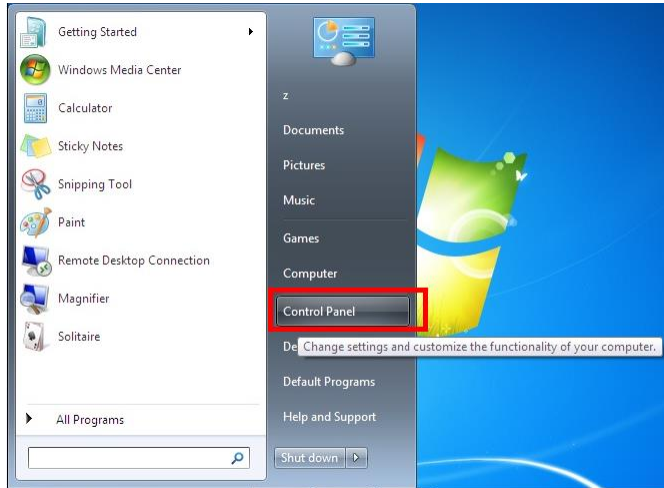 Getting Started
Windows Media Center
Calculator
Sticky Notes
Snipping Tool
Paint
Remote Desktop Connection
Magnifier
Solitaire
All Programs
z
Documents
Pictures
Music
Games
Computer
Control Panel
De
Change settings and customize the functionality of your computer.
Default Programs
Help and Support
Shut down